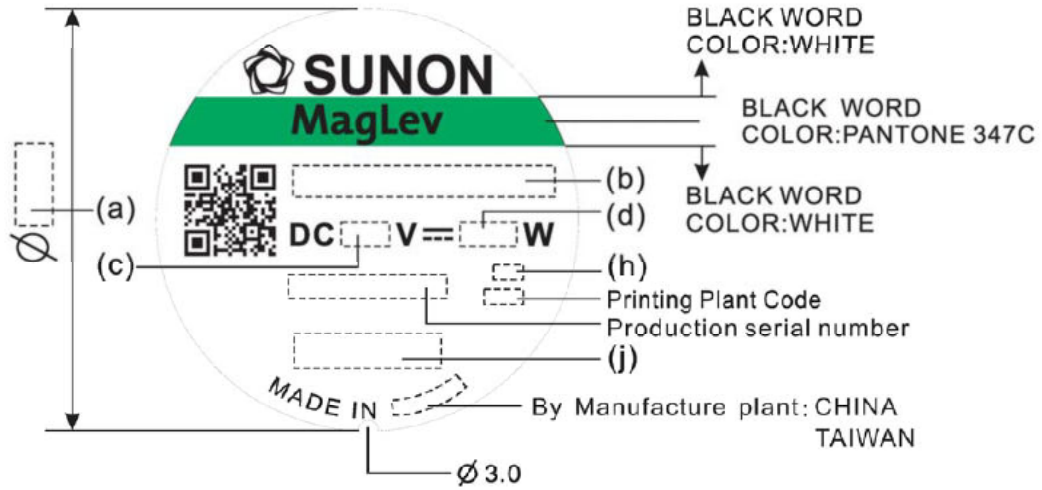 BLACK WORD
COLOR:WHITE
SUNON
MagLev
BLACK WORD
COLOR:PANTONE 347C
(a)
Ø
(b)
BLACK WORD
COLOR:WHITE
(d)
DC V⎓ W
(c)
(h)
Printing Plant Code
Production serial number
(j)
MADE IN
By Manufacture plant: CHINA
TAIWAN
Ø 3.0